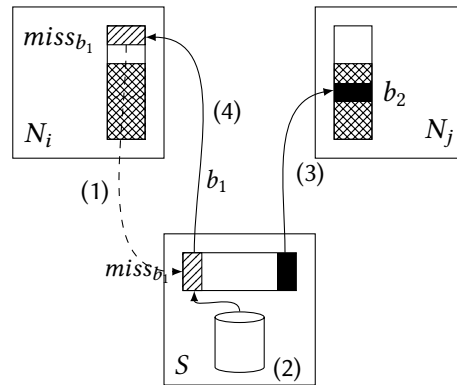 miss_{b_1}
N_i
b_2
N_j
(4)
(1)
b_1
(3)
miss_{b_1}
S
(2)